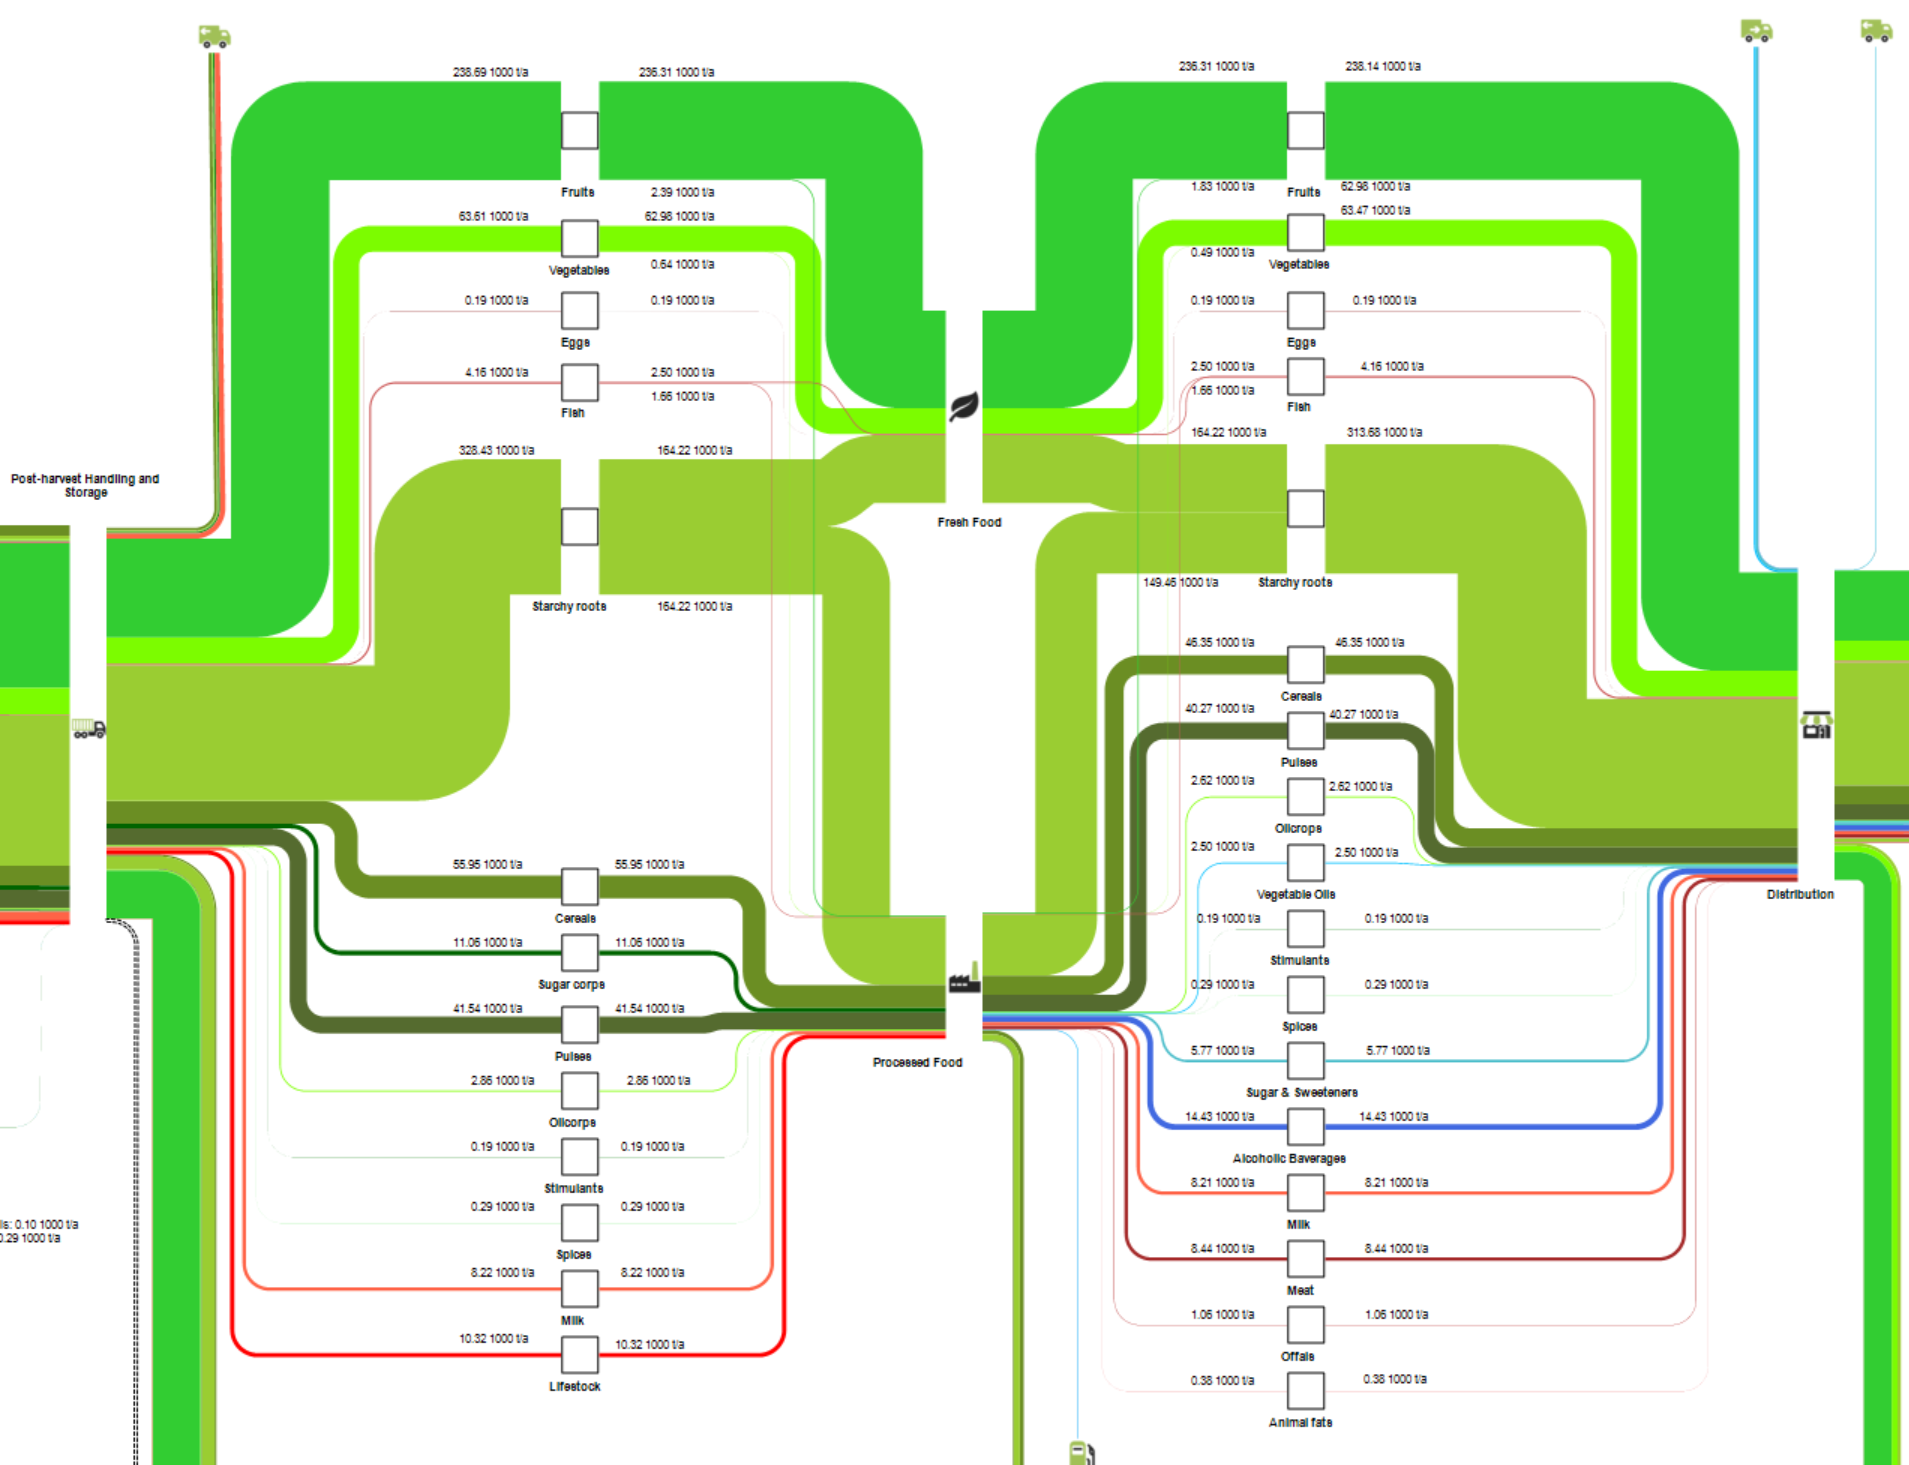 238.69 1000 t/a
236.31 1000 t/a
Fruits
2.39 1000 t/a
63.61 1000 t/a
62.98 1000 t/a
Vegetables
0.64 1000 t/a
0.19 1000 t/a
0.19 1000 t/a
Eggs
4.16 1000 t/a
2.50 1000 t/a
1.66 1000 t/a
Fish
328.43 1000 t/a
164.22 1000 t/a
Starchy roots
164.22 1000 t/a
Post-harvest Handling and
Storage
55.95 1000 t/a
55.95 1000 t/a
Cereals
11.06 1000 t/a
11.06 1000 t/a
Sugar corps
41.54 1000 t/a
41.54 1000 t/a
Pulses
2.86 1000 t/a
2.86 1000 t/a
Oilcorps
0.19 1000 t/a
0.19 1000 t/a
Stimulants
0.29 1000 t/a
0.29 1000 t/a
Spices
8.22 1000 t/a
8.22 1000 t/a
Milk
10.32 1000 t/a
10.32 1000 t/a
Lifestock
ls: 0.10 1000 t/a
0.29 1000 t/a
Fresh Food
Processed Food
236.31 1000 t/a
238.14 1000 t/a
1.83 1000 t/a
Fruits
62.98 1000 t/a
63.47 1000 t/a
0.49 1000 t/a
Vegetables
0.19 1000 t/a
0.19 1000 t/a
Eggs
2.50 1000 t/a
4.16 1000 t/a
1.66 1000 t/a
Fish
164.22 1000 t/a
313.68 1000 t/a
149.46 1000 t/a
Starchy roots
46.35 1000 t/a
46.35 1000 t/a
Cereals
40.27 1000 t/a
40.27 1000 t/a
Pulses
2.62 1000 t/a
2.62 1000 t/a
Oilcrops
2.50 1000 t/a
2.50 1000 t/a
Vegetable Oils
0.19 1000 t/a
0.19 1000 t/a
Stimulants
0.29 1000 t/a
0.29 1000 t/a
Spices
5.77 1000 t/a
5.77 1000 t/a
Sugar & Sweeteners
14.43 1000 t/a
14.43 1000 t/a
Alcoholic Baverages
8.21 1000 t/a
8.21 1000 t/a
Milk
8.44 1000 t/a
8.44 1000 t/a
Meat
1.06 1000 t/a
1.06 1000 t/a
Offals
0.38 1000 t/a
0.38 1000 t/a
Animal fats
Distribution